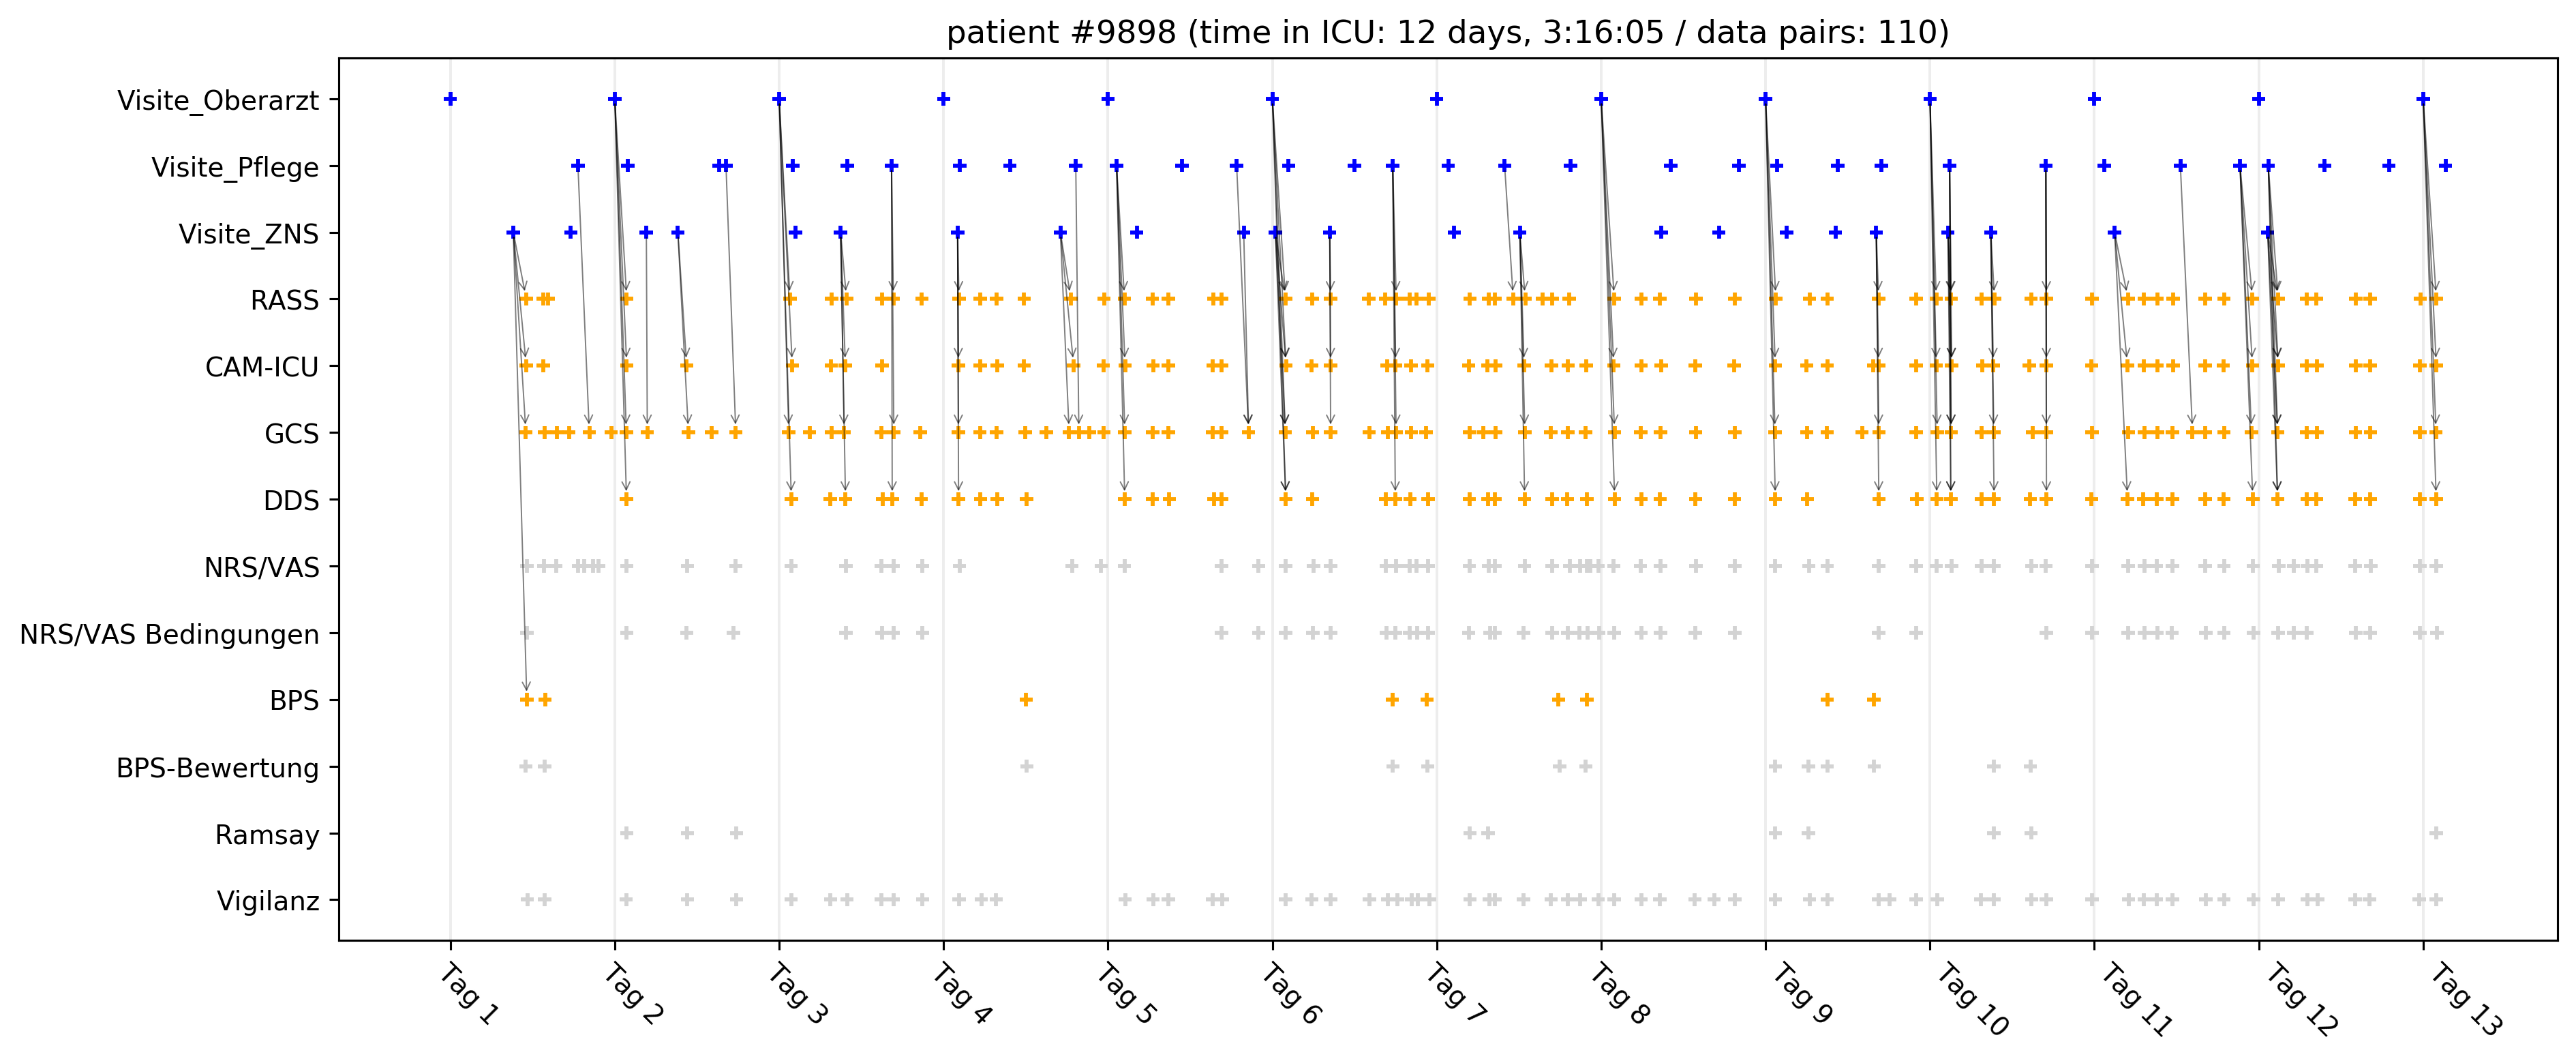 patient #9898 (time in ICU: 12 days, 3:16:05 / data pairs: 110)
Visite_Oberarzt
Visite_Pflege
Visite_ZNS
RASS
CAM-ICU
GCS
DDS
NRS/VAS
NRS/VAS Bedingungen
BPS
BPS-Bewertung
Ramsay
Vigilanz
Tag 1
Tag 2
Tag 3
Tag 4
Tag 5
Tag 6
Tag 7
Tag 8
Tag 9
Tag 10
Tag 11
Tag 12
Tag 13